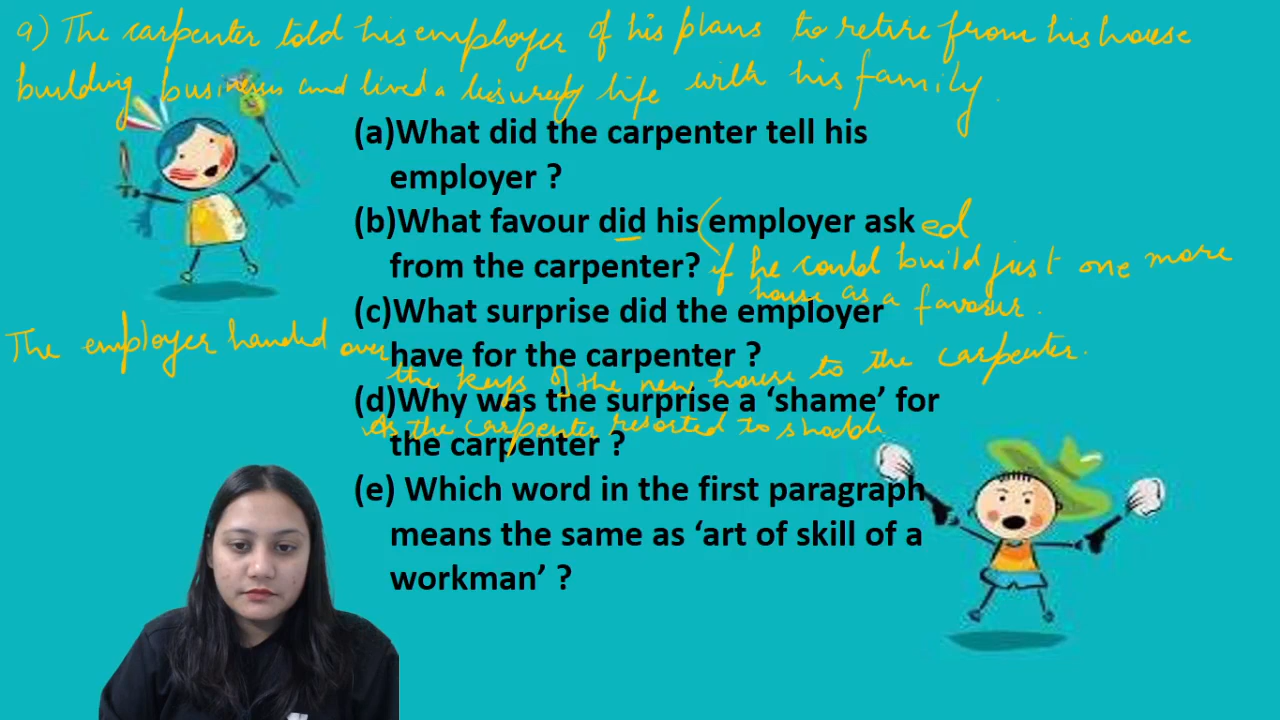 a) The carpenter told his employer of his plans to retire from his house
building business and lived a leisurely life with his family.
(a)What did the carpenter tell his
employer ?
(b)What favour did his employer ask ed
from the carpenter? if he could build just one more
house as a favour.
(c)What surprise did the employer
The employer handed over
have for the carpenter ?
the keys of the new house to the carpenter.
(d)Why was the surprise a ‘shame’ for
As the carpenter resorted to shodd
the carpenter ?
(e) Which word in the first paragraph
means the same as ‘art of skill of a
workman’ ?